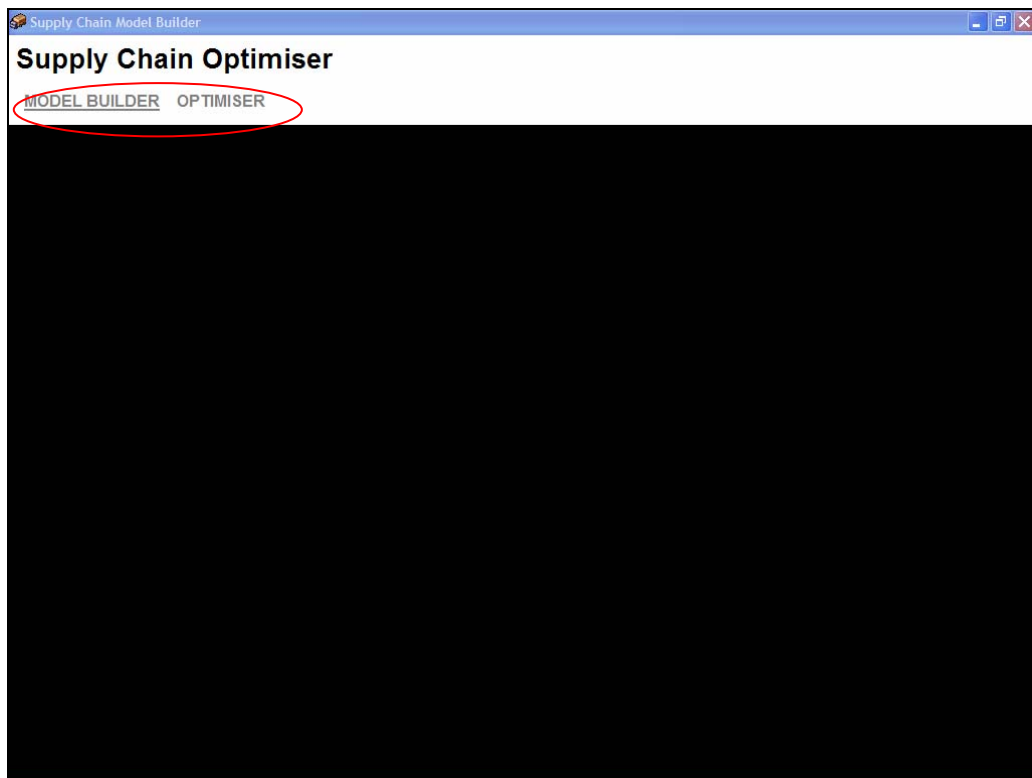 Supply Chain Model Builder
Supply Chain Optimiser
MODEL BUILDER OPTIMISER